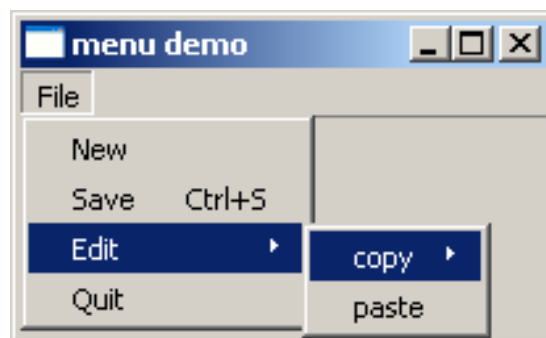 menu demo
File
New
Save Ctrl+S
Edit
copy
Quit
paste